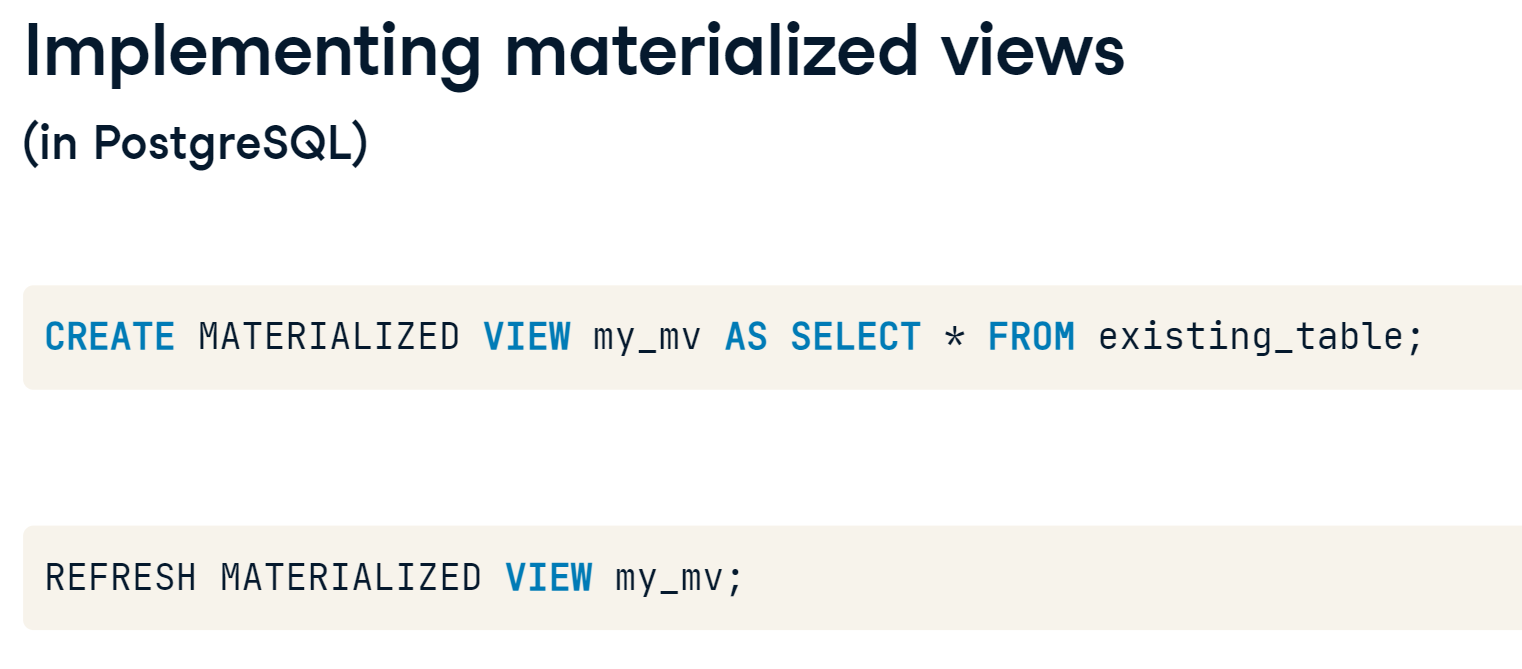 Implementing materialized views
(in PostgreSQL)
CREATE MATERIALIZED VIEW my_mv AS SELECT * FROM existing_table;
REFRESH MATERIALIZED VIEW my_mv;